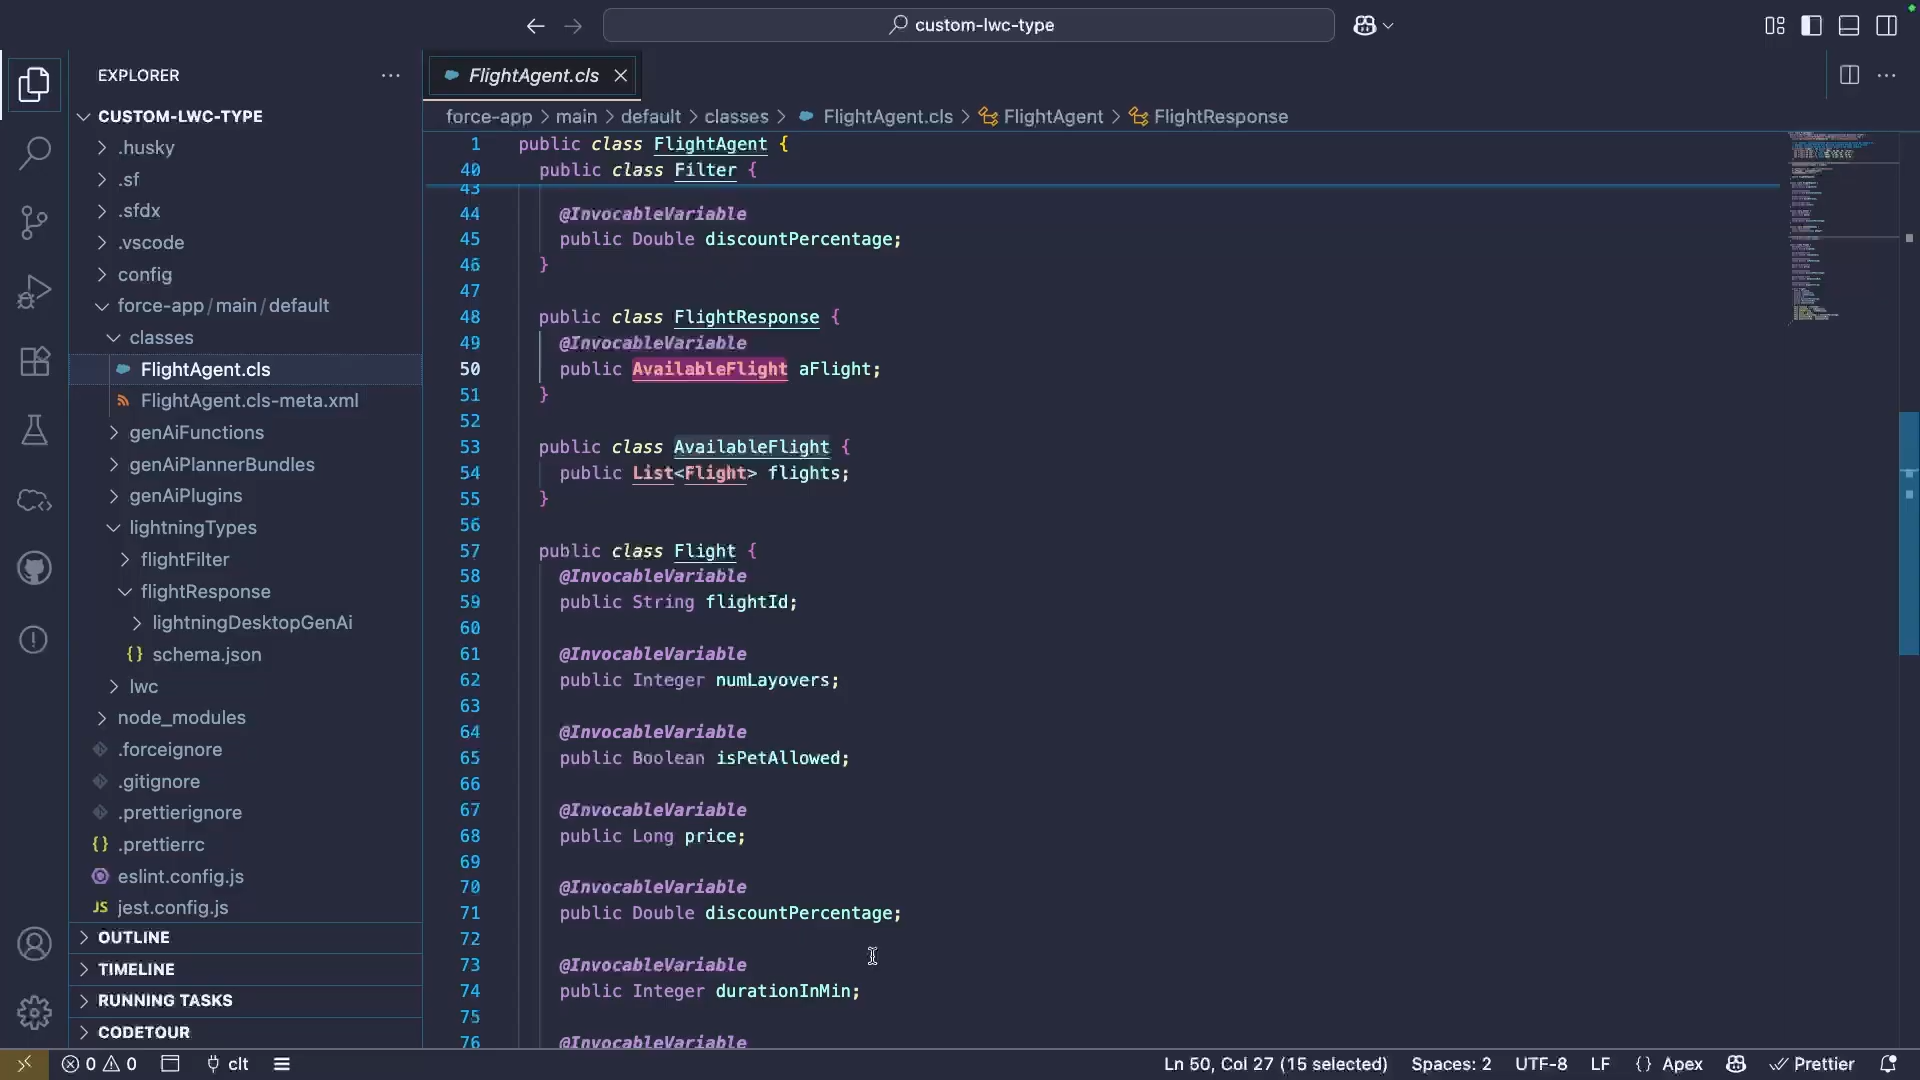 custom-lwc-type
EXPLORER
CUSTOM-LWC-TYPE
.husky
.sf
.sfdx
.vscode
config
force-app/main/default
classes
FlightAgent.cls
FlightAgent.cls-meta.xml
genAiFunctions
genAiPlannerBundles
genAiPlugins
lightningTypes
flightFilter
flightResponse
lightningDesktopGenAi
{} schema.json
lwc
node_modules
.forceignore
.gitignore
.prettierignore
{} .prettierrc
eslint.config.js
JS jest.config.js
OUTLINE
TIMELINE
RUNNING TASKS
CODETOUR
FlightAgent.cls
force-app > main > default > classes > FlightAgent.cls > FlightAgent > FlightResponse
1 public class FlightAgent {
40 public class Filter {
43
44 @InvocableVariable
45 public Double discountPercentage;
46 }
47
48 public class FlightResponse {
49 @InvocableVariable
50 public AvailableFlight aFlight;
51 }
52
53 public class AvailableFlight {
54 public List<Flight> flights;
55 }
56
57 public class Flight {
58 @InvocableVariable
59 public String flightId;
60
61 @InvocableVariable
62 public Integer numLayovers;
63
64 @InvocableVariable
65 public Boolean isPetAllowed;
66
67 @InvocableVariable
68 public Long price;
69
70 @InvocableVariable
71 public Double discountPercentage;
72
73 @InvocableVariable
74 public Integer durationInMin;
75
76 @InvocableVariable
0 0 clt Ln 50, Col 27 (15 selected) Spaces: 2 UTF-8 LF {} Apex Prettier